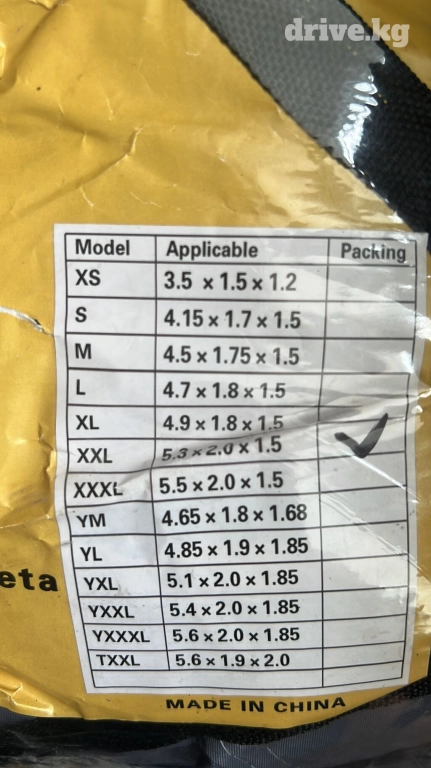 drive.kg
Model Applicable Packing
XS 3.5 x 1.5 x 1.2
S 4.15 x 1.7 x 1.5
M 4.5 x 1.75 x 1.5
L 4.7 x 1.8 x 1.5
XL 4.9 x 1.8 x 1.5
XXL 5.3 x 2.0 x 1.5 ✓
XXXL 5.5 x 2.0 x 1.5
YM 4.65 x 1.8 x 1.68
YL 4.85 x 1.9 x 1.85
eta
YXL 5.1 x 2.0 x 1.85
YXXL 5.4 x 2.0 x 1.85
YXXXL 5.6 x 2.0 x 1.85
TXXL 5.6 x 1.9 x 2.0
MADE IN CHINA